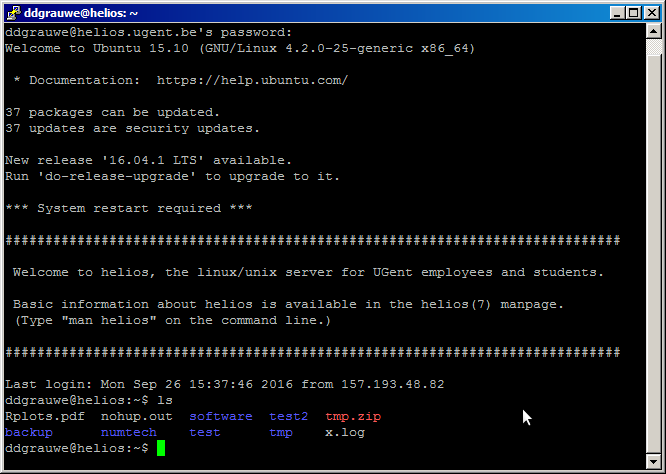 ddgrauwe@helios: ~
ddgrauwe@helios.ugent.be's password:
Welcome to Ubuntu 15.10 (GNU/Linux 4.2.0-25-generic x86_64)
* Documentation:  https://help.ubuntu.com/
37 packages can be updated.
37 updates are security updates.
New release '16.04.1 LTS' available.
Run 'do-release-upgrade' to upgrade to it.
*** System restart required ***
#############################################################################
Welcome to helios, the linux/unix server for UGent employees and students.
Basic information about helios is available in the helios(7) manpage.
(Type "man helios" on the command line.)
#############################################################################
Last login: Mon Sep 26 15:37:46 2016 from 157.193.48.82
ddgrauwe@helios:~$ ls
Rplots.pdf  nohup.out  software  test2  tmp.zip
backup      numtech    test      tmp    x.log
ddgrauwe@helios:~$